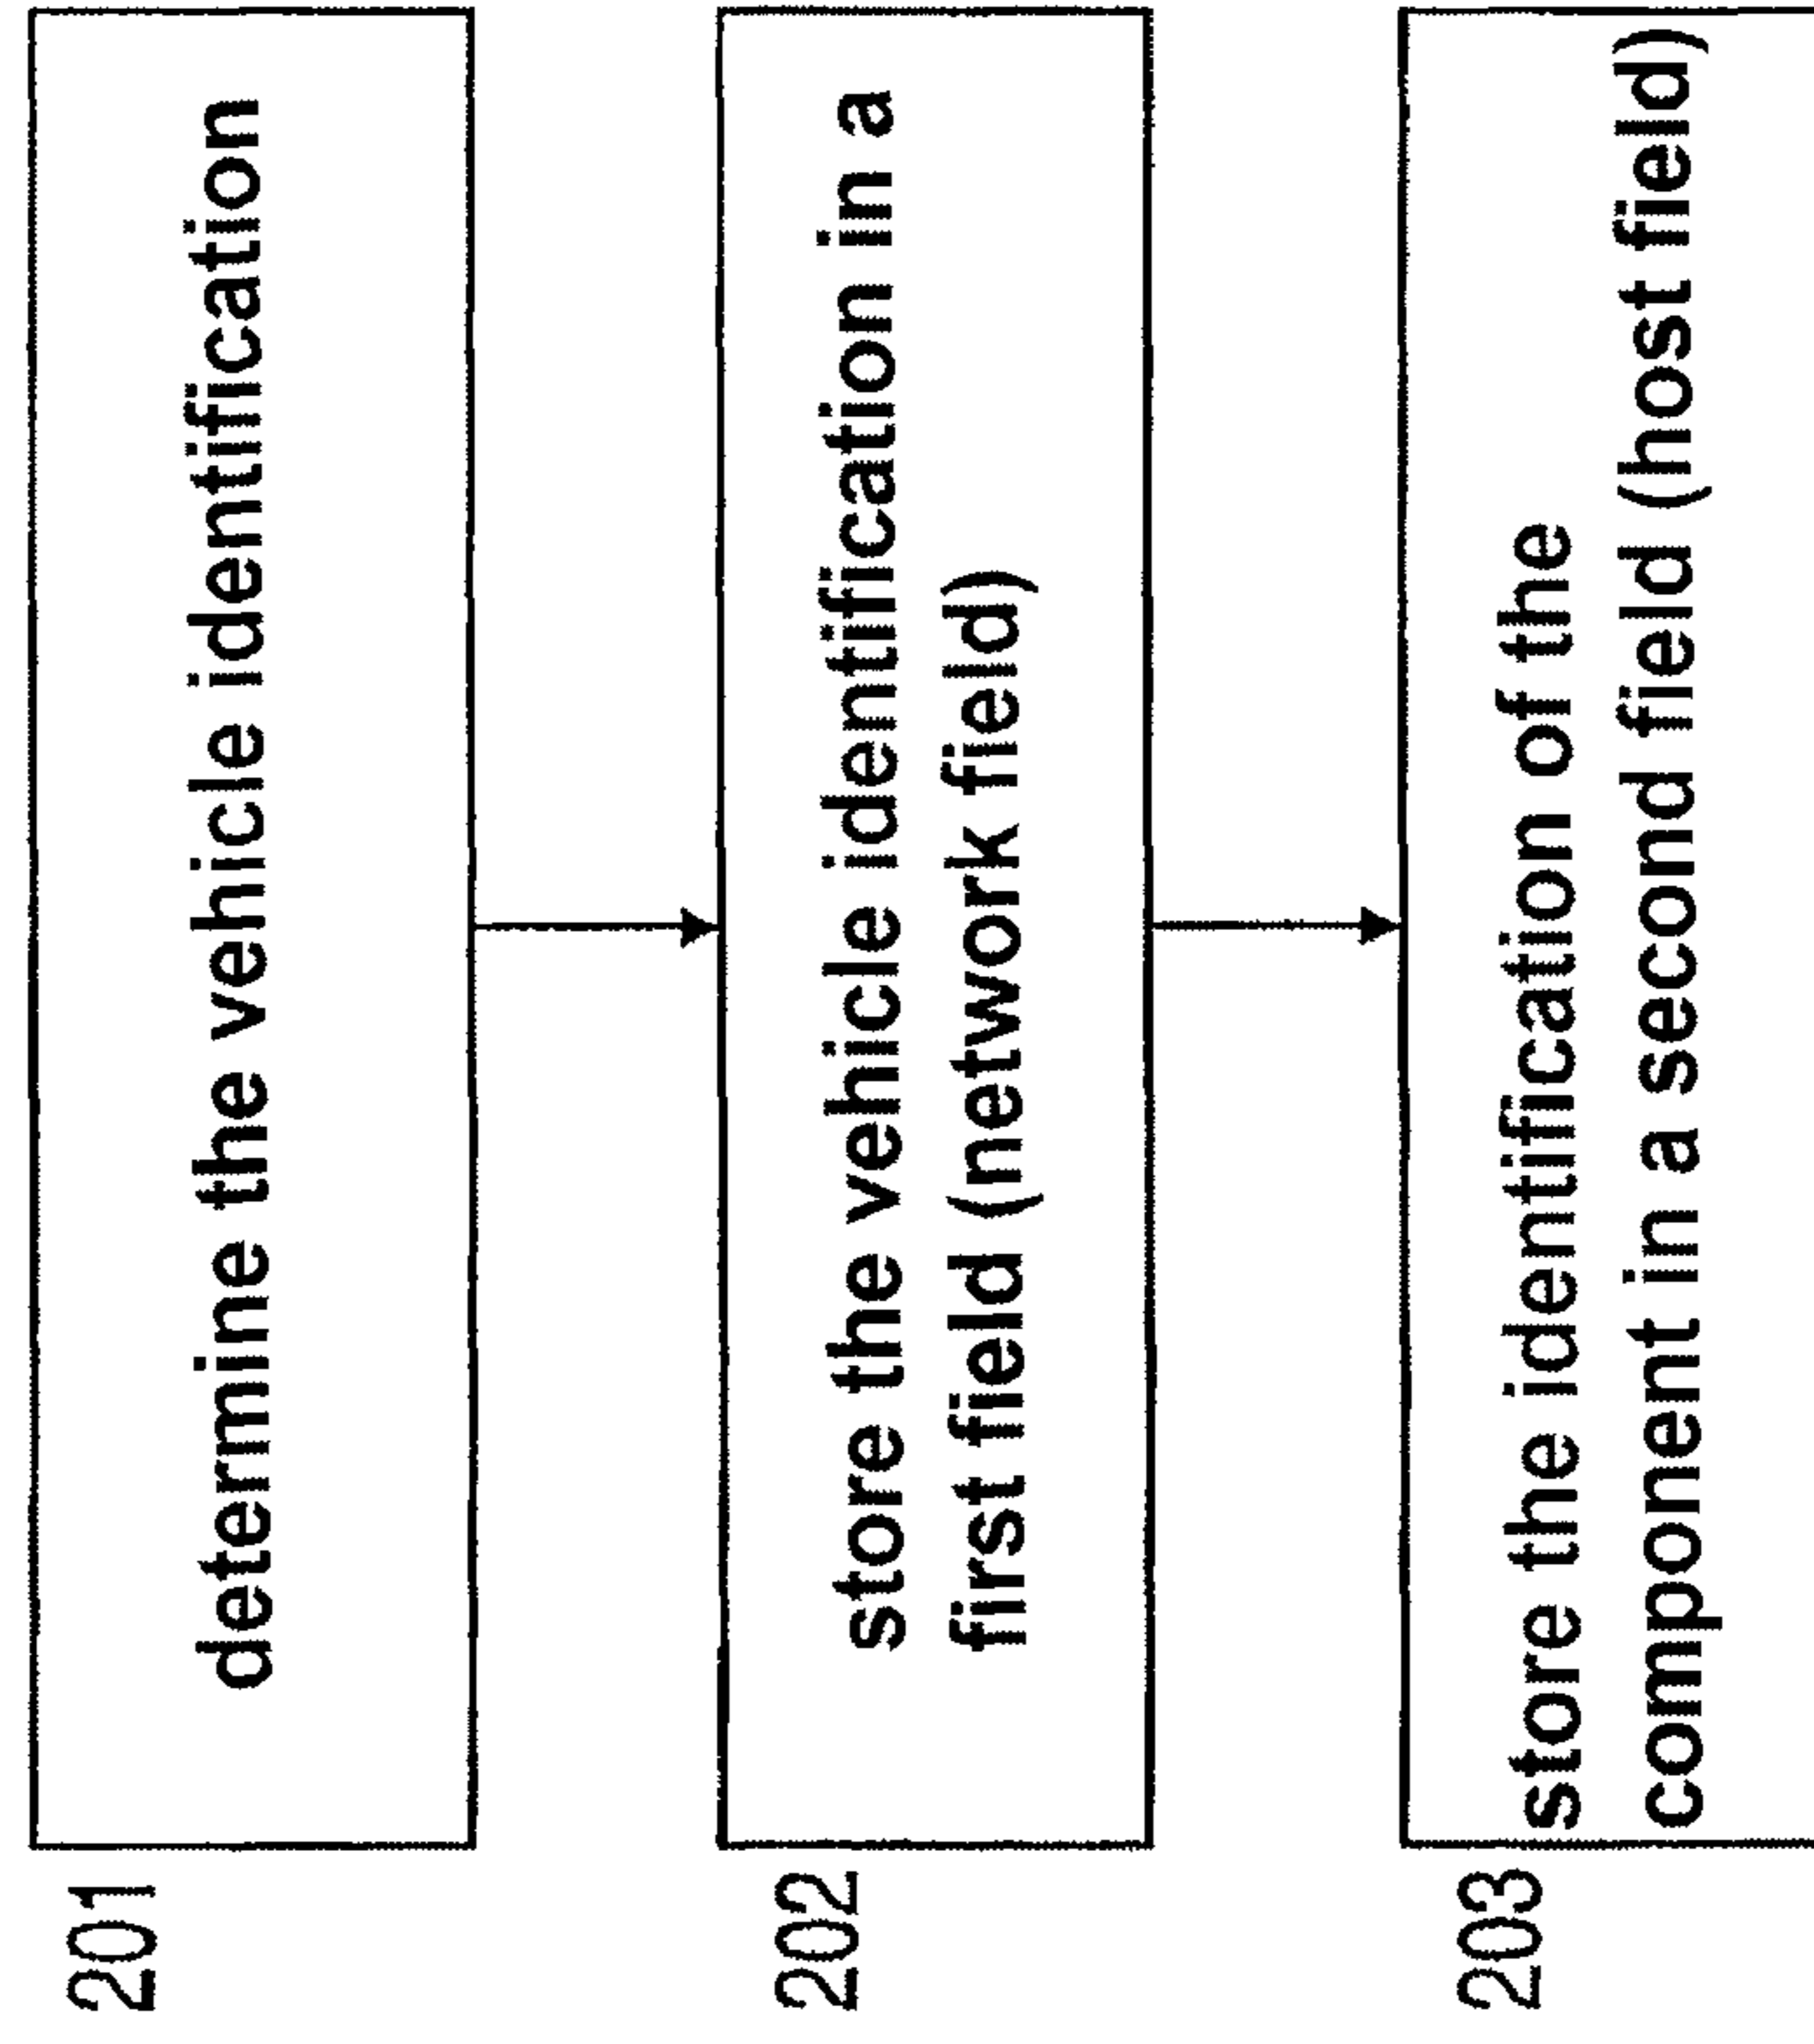 201
determine the vehicle identification
202
store the vehicle identification in a
first field (network field)
203
store the identification of the
component in a second field (host field)